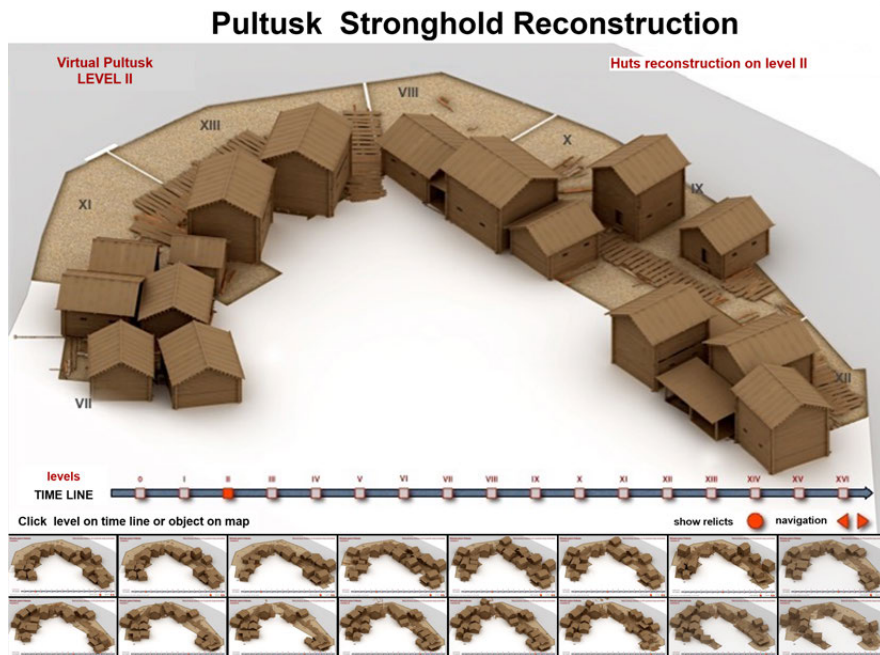 Pultusk Stronghold Reconstruction
Virtual Pultusk
LEVEL II
Huts reconstruction on level II
VIII
XIII
X
IX
XI
XII
VII
levels
0 I II III IV V VI VII VIII IX X XI XII XIII XIV XV XVI
TIME LINE
Click level on time line or object on map
show relicts
navigation